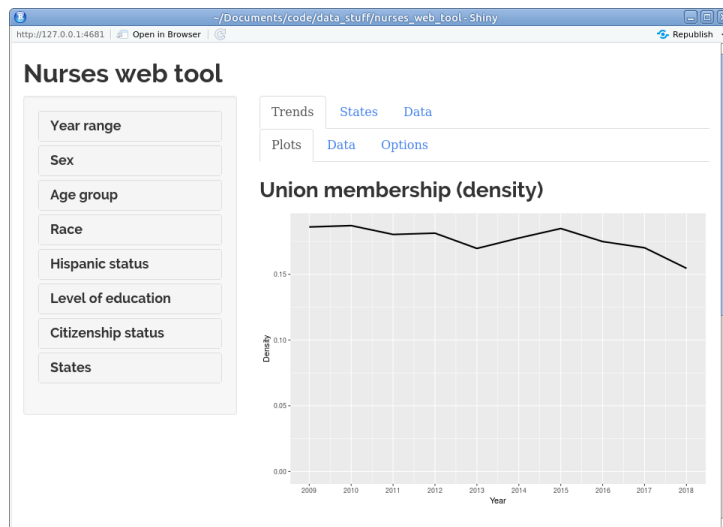 ~/Documents/code/data_stuff/nurses_web_tool - Shiny
http://127.0.0.1:4681 Open in Browser Republish
Nurses web tool
Year range
Sex
Age group
Race
Hispanic status
Level of education
Citizenship status
States
Trends States Data
Plots Data Options
Union membership (density)
Density
0.15
0.10
0.05
0.00
2009 2010 2011 2012 2013 2014 2015 2016 2017 2018
Year